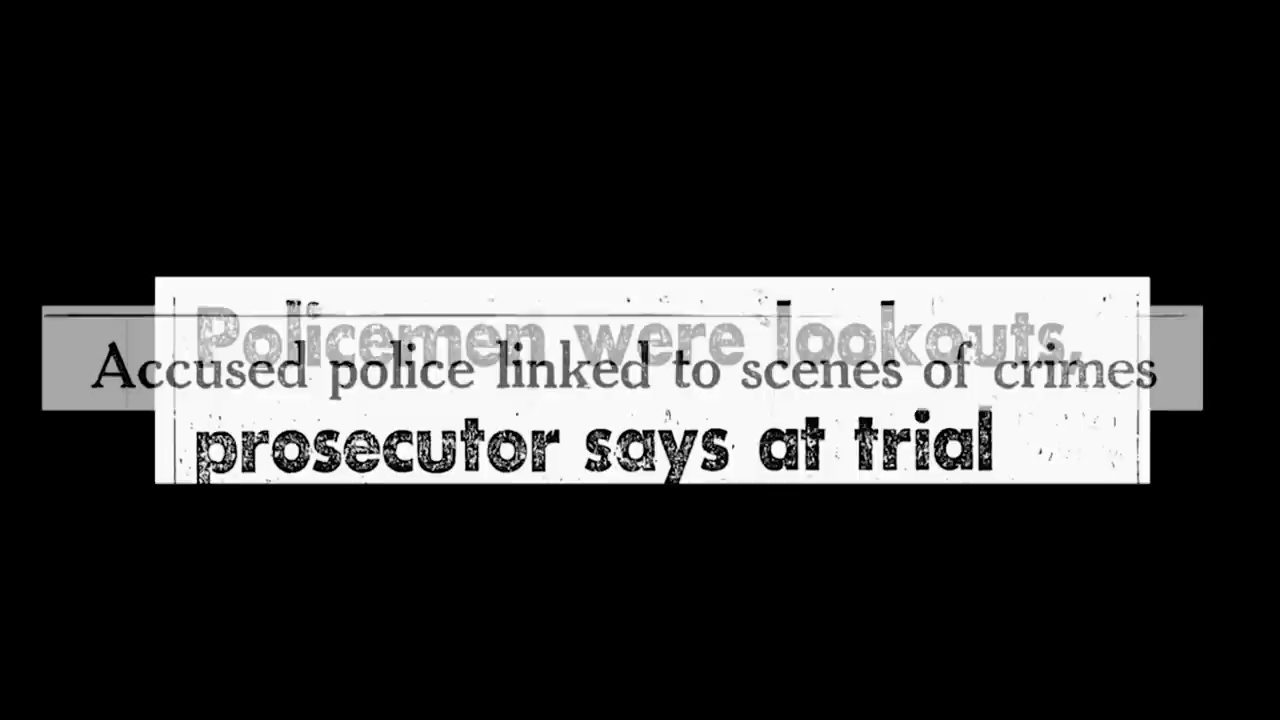 Policemen were lookouts,
Accused police linked to scenes of crimes
prosecutor says at trial